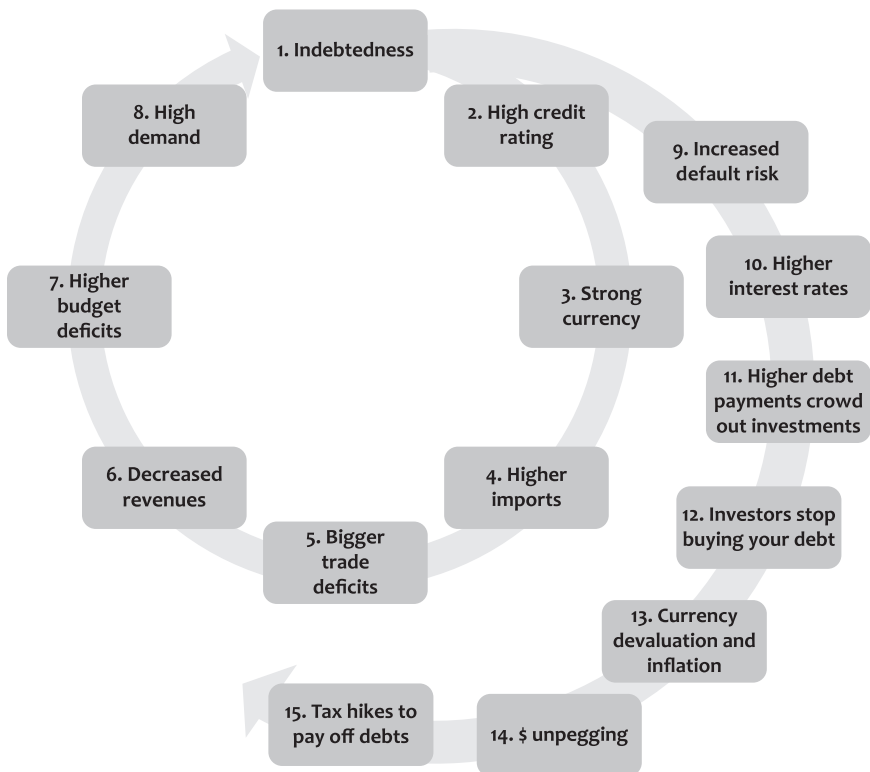 1. Indebtedness
2. High credit
rating
3. Strong
currency
4. Higher
imports
5. Bigger
trade
deficits
6. Decreased
revenues
7. Higher
budget
deficits
8. High
demand
9. Increased
default risk
10. Higher
interest rates
11. Higher debt
payments crowd
out investments
12. Investors stop
buying your debt
13. Currency
devaluation and
inflation
14. $ unpegging
15. Tax hikes to
pay off debts